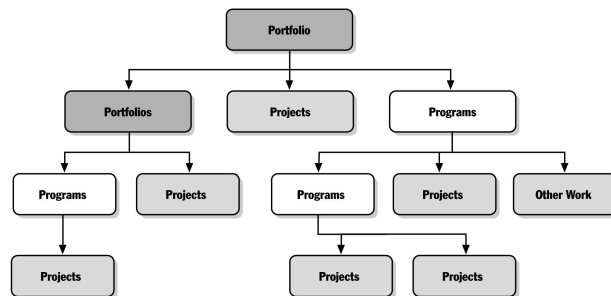 Portfolio
Portfolios
Projects
Programs
Programs
Projects
Programs
Projects
Other Work
Projects
Projects
Projects